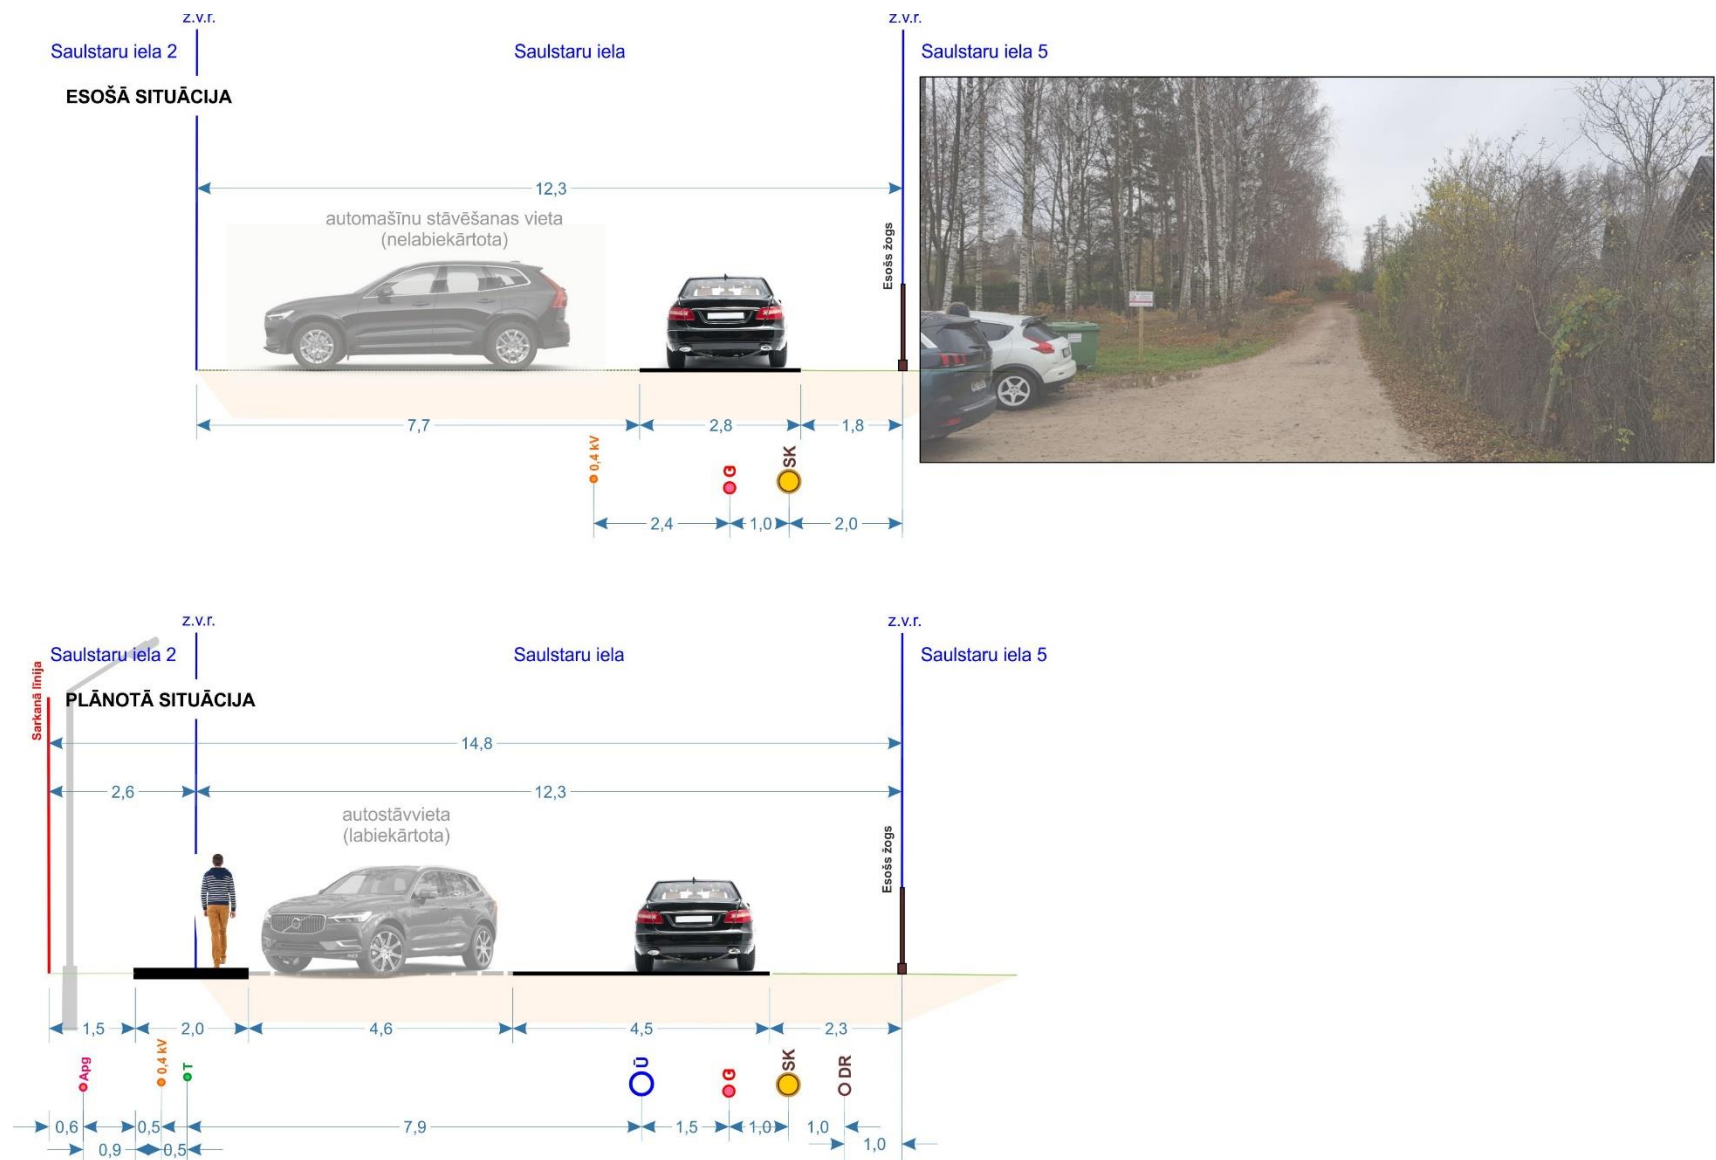 z.v.r.
z.v.r.
Saulstaru iela 2
Saulstaru iela
Saulstaru iela 5
ESOŠĀ SITUĀCIJA
12,3
automašīnu stāvēšanas vieta
(nelabiekārtota)
Esošs žogs
7,7
2,8
1,8
0,4 kV
G
SK
2,4
1,0
2,0
z.v.r.
z.v.r.
Saulstaru iela 2
Saulstaru iela
Saulstaru iela 5
Sarkanā līnija
PLĀNOTĀ SITUĀCIJA
14,8
2,6
12,3
autostāvvieta
(labiekārtota)
Esošs žogs
1,5
2,0
4,6
4,5
2,3
Apg
0,4 kV
T
Ū
G
SK
DR
0,6
0,5
7,9
1,5
1,0
1,0
0,9
0,5
1,0